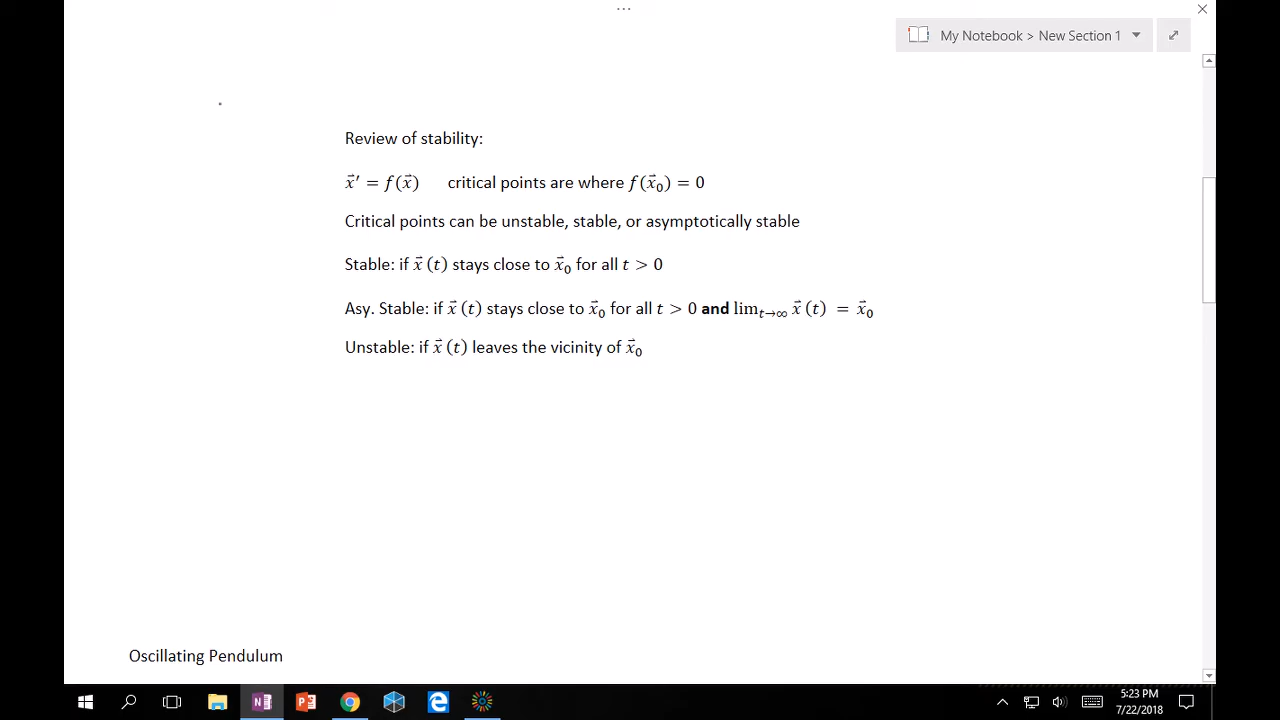 ...
My Notebook > New Section 1
Review of stability:
x⃗′ = f(x⃗) critical points are where f(x⃗₀) = 0
Critical points can be unstable, stable, or asymptotically stable
Stable: if x⃗ (t) stays close to x⃗₀ for all t > 0
Asy. Stable: if x⃗ (t) stays close to x⃗₀ for all t > 0 and limₜ→∞ x⃗ (t) = x⃗₀
Unstable: if x⃗ (t) leaves the vicinity of x⃗₀
Oscillating Pendulum
5:23 PM
7/22/2018